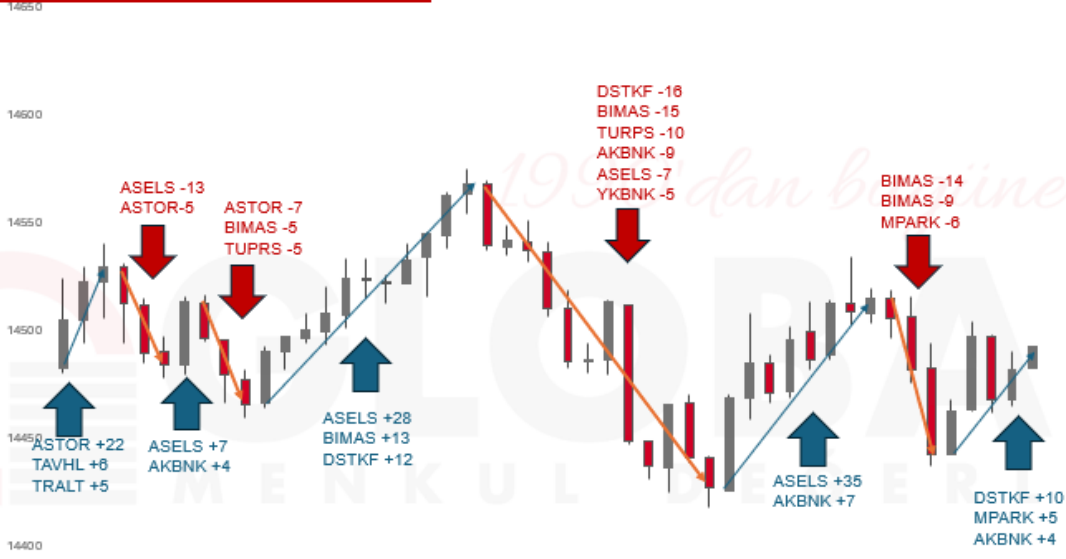 14650
14600
14550
14500
14450
14400
ASELS -13
ASTOR-5
ASTOR -7
BIMAS -5
TUPRS -5
DSTKF -16
BIMAS -15
TURPS -10
AKBNK -9
ASELS -7
YKBNK -5
BIMAS -14
BIMAS -9
MPARK -6
ASTOR +22
TAVHL +6
TRALT +5
ASELS +7
AKBNK +4
ASELS +28
BIMAS +13
DSTKF +12
ASELS +35
AKBNK +7
DSTKF +10
MPARK +5
AKBNK +4
GLOBA
MENKUL DEĞERL